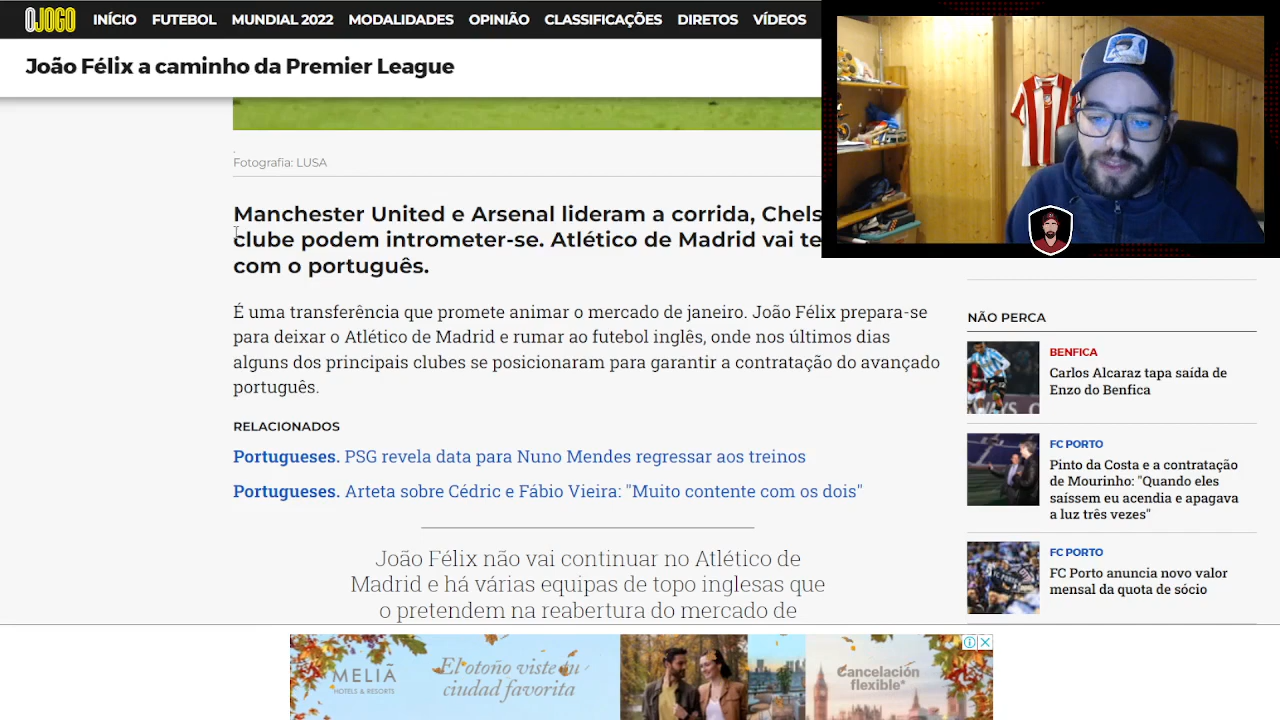 OJOGO INÍCIO FUTEBOL MUNDIAL 2022 MODALIDADES OPINIÃO CLASSIFICAÇÕES DIRETOS VÍDEOS
João Félix a caminho da Premier League
Fotografia: LUSA
Manchester United e Arsenal lideram a corrida, Chels
clube podem intrometer-se. Atlético de Madrid vai te
com o português.
É uma transferência que promete animar o mercado de janeiro. João Félix prepara-se
para deixar o Atlético de Madrid e rumar ao futebol inglês, onde nos últimos dias
alguns dos principais clubes se posicionaram para garantir a contratação do avançado
português.
RELACIONADOS
Portugueses. PSG revela data para Nuno Mendes regressar aos treinos
Portugueses. Arteta sobre Cédric e Fábio Vieira: "Muito contente com os dois"
João Félix não vai continuar no Atlético de
Madrid e há várias equipas de topo inglesas que
o pretendem na reabertura do mercado de
NÃO PERCA
BENFICA
Carlos Alcaraz tapa saída de
Enzo do Benfica
FC PORTO
Pinto da Costa e a contratação
de Mourinho: "Quando eles
saíssem eu acendia e apagava
a luz três vezes"
FC PORTO
FC Porto anuncia novo valor
mensal da quota de sócio
MELIÁ
HOTELS & RESORTS
El otoño viste tu
ciudad favorita
Cancelación
flexible*